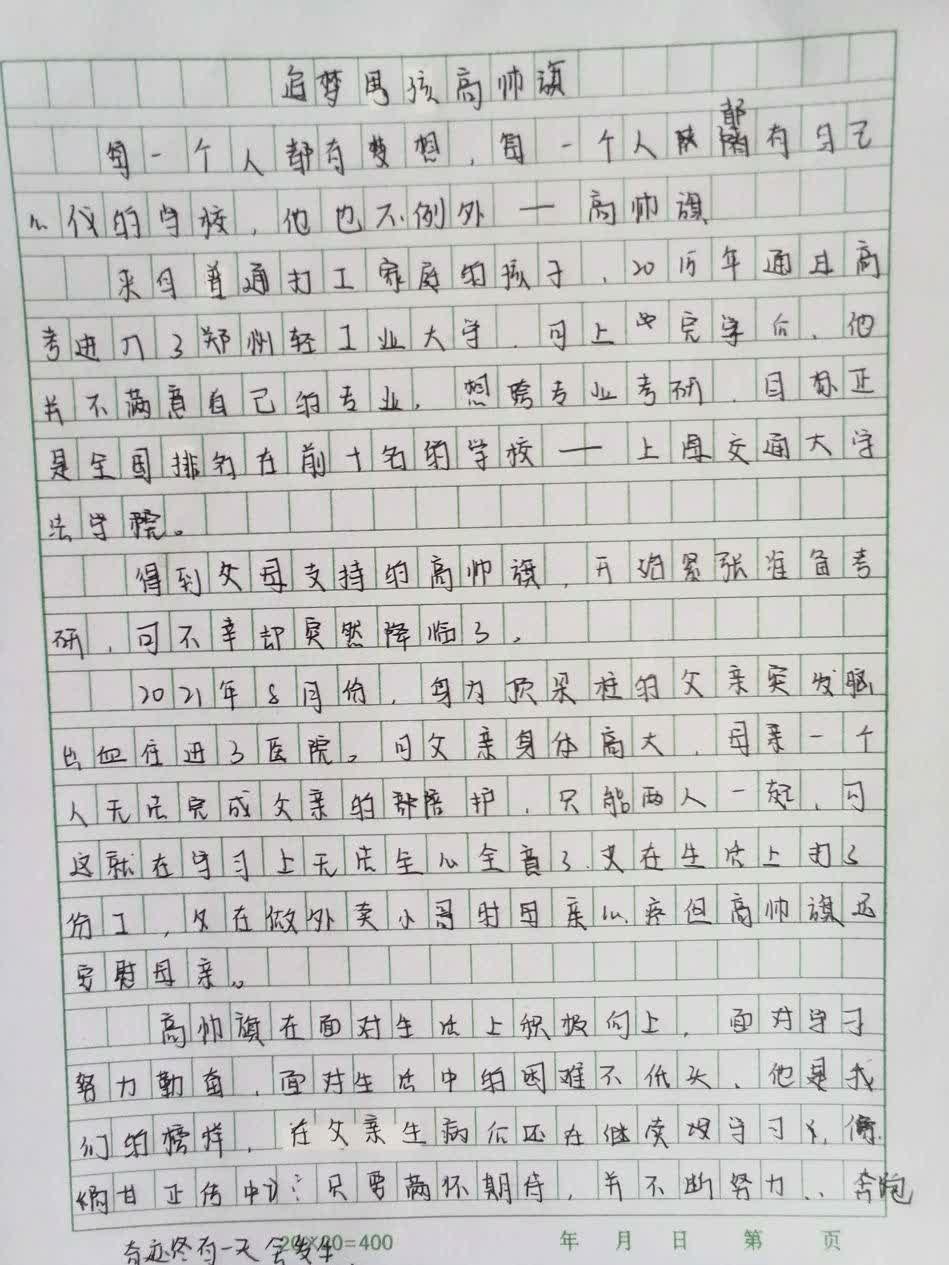 追梦男孩高帅旗
每一个人都有梦想，每一个人都有自己
心仪的学校，他也不例外——高帅旗
来自普通打工家庭的孩子，20历年通过高
考进入了郑州轻工业大学，可上完学后，他
并不满意自己的专业，想跨专业考研，目标正
是全国排名在前十名的学校——上海交通大学
法学院。
得到父母支持的高帅旗，开始紧张准备考
研，可不幸却突然降临了。
2021年8月份，身为顶梁柱的父亲突发脑
出血住进了医院。可父亲身体高大，母亲一个
人无法完成父亲的陪护，只能两人一起，可
这就在学习上无法全心全意了.又在生活上打了
份工，又在做外卖小哥时母亲心疼但高帅旗还
安慰母亲。
高帅旗在面对生活上积极向上，面对学习
努力勤奋，面对生活中的困难不低头，他是我
们的榜样，在父亲生病后还在继续学习，像
《阿甘正传中》：只要满怀期待，并不断努力、奔跑
奇迹终有一天会发生.
20×20=400 年 月 日 第 页